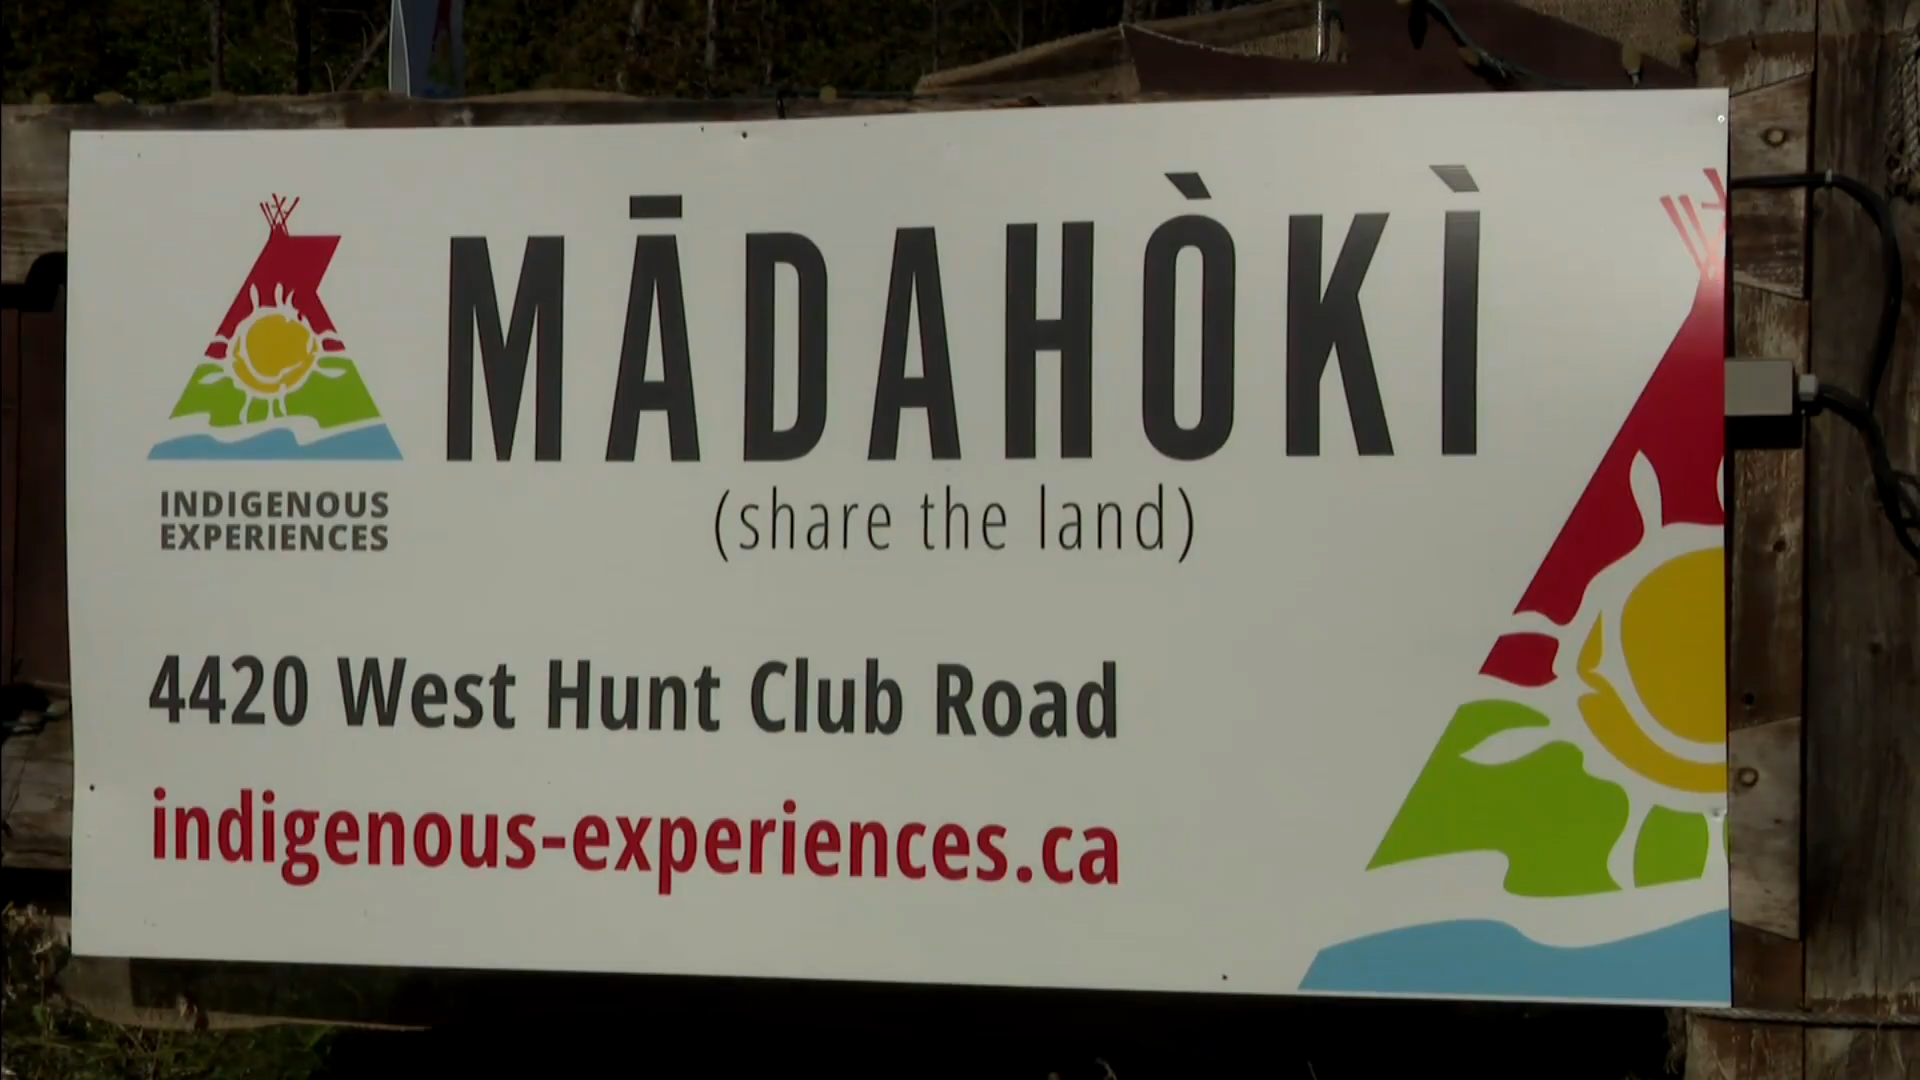 MĀDAHÒKÌ
(share the land)
INDIGENOUS
EXPERIENCES
4420 West Hunt Club Road
indigenous-experiences.ca